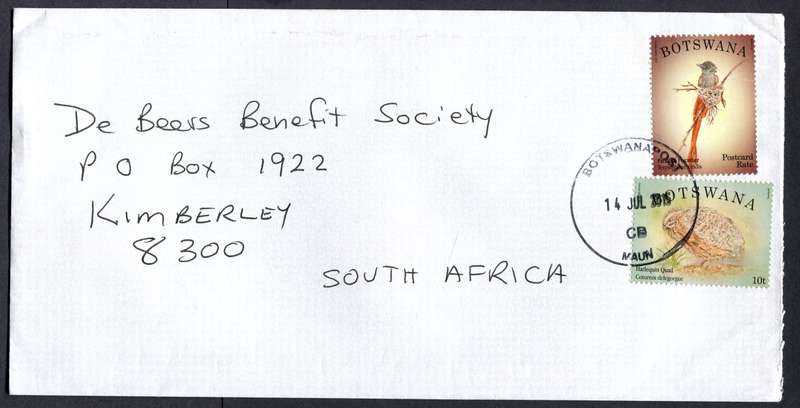 De Beers Benefit Society
P O Box 1922
KIMBERLEY
8300
SOUTH AFRICA
BOTSWANA
Postcard
Rate
BOTSWANAPOST
14 JUL
CB
MAUN
BOTSWANA
Harlequin Quail
Coturnix delegorguei
10t